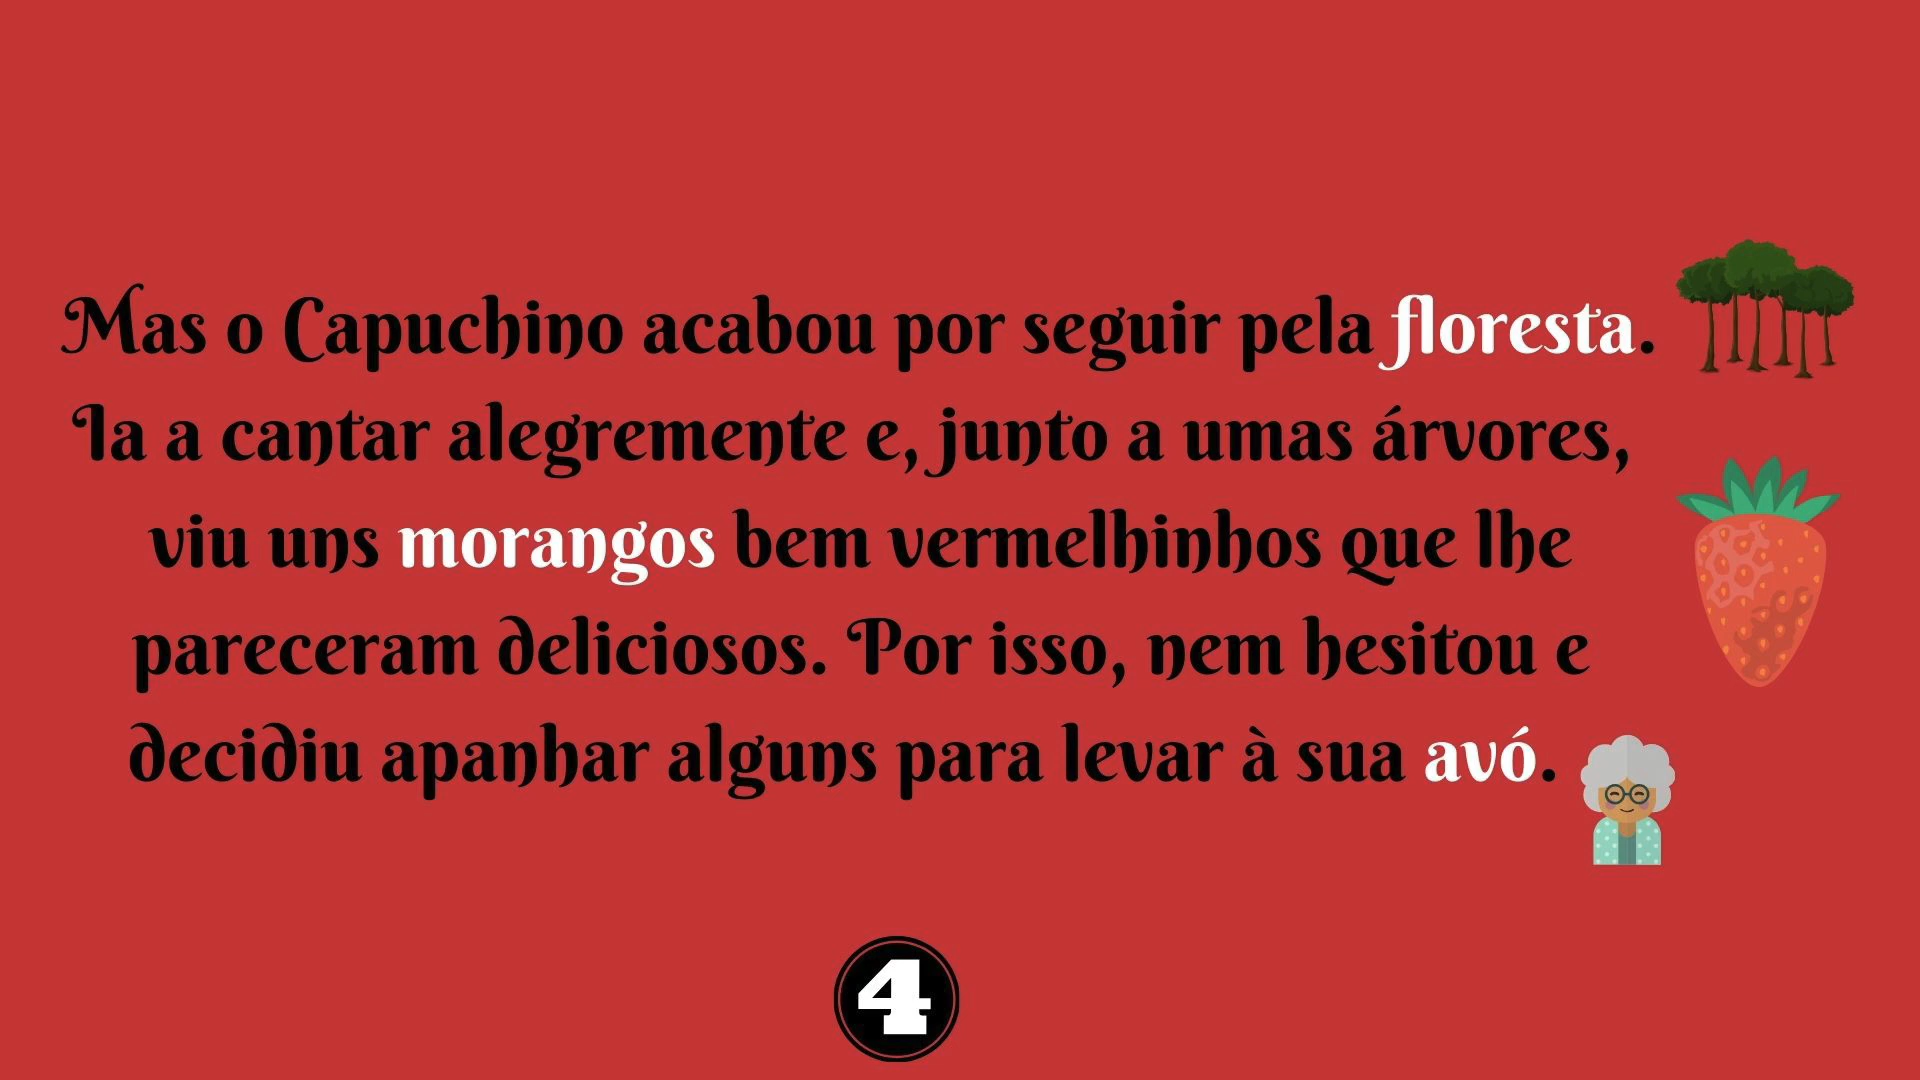 Mas o Capuchino acabou por seguir pela floresta.
Ia a cantar alegremente e, junto a umas árvores,
viu uns morangos bem vermelhinhos que lhe
pareceram deliciosos. Por isso, nem hesitou e
decidiu apanhar alguns para levar à sua avó.
4